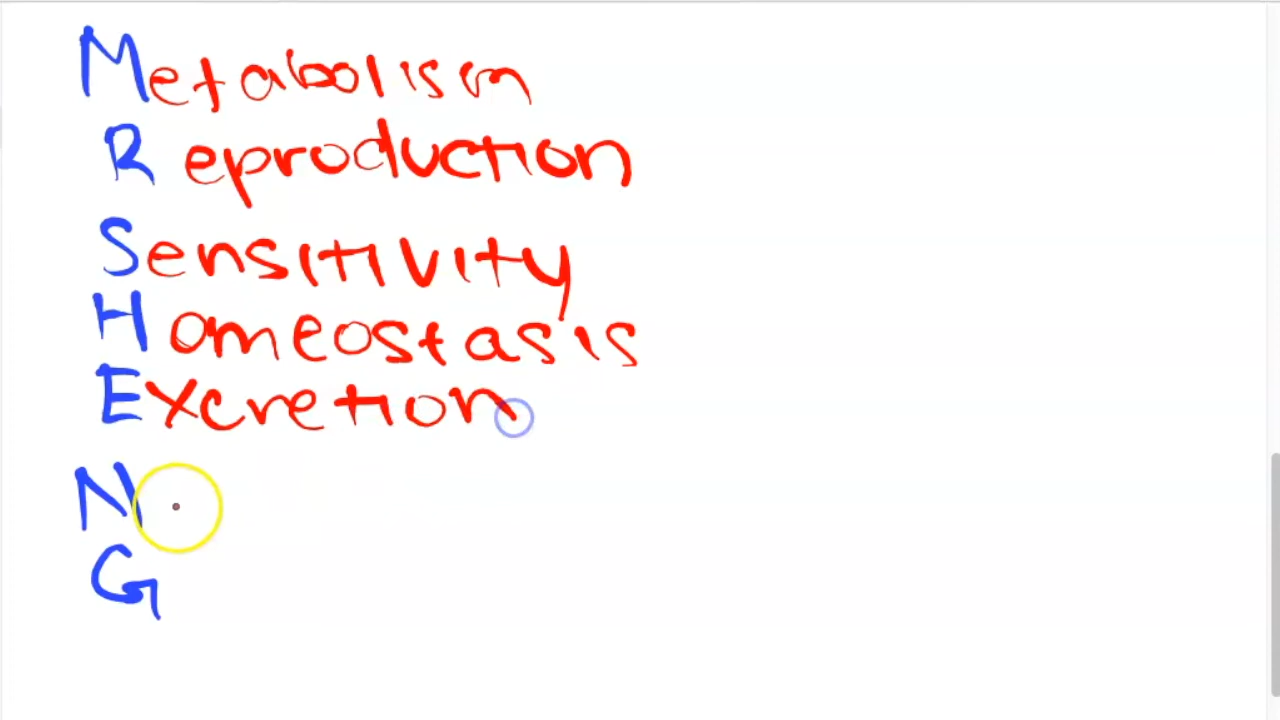 Metabolism
Reproduction
Sensitivity
Homeostasis
Excretion
N
G